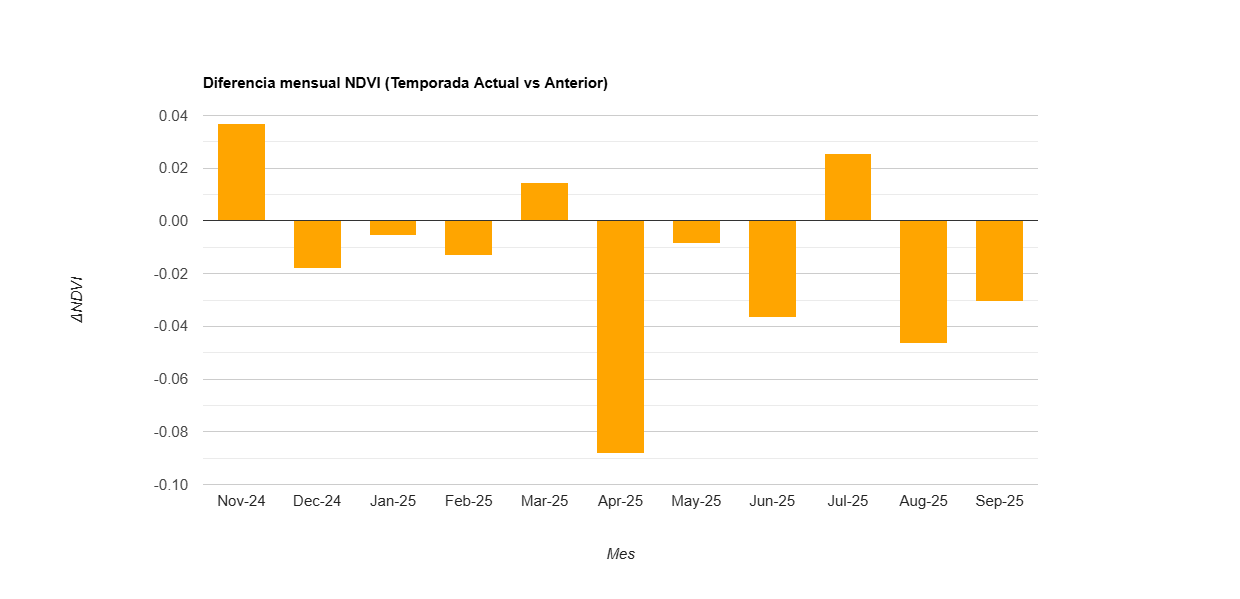 Diferencia mensual NDVI (Temporada Actual vs Anterior)
0.04
0.02
0.00
-0.02
-0.04
-0.06
-0.08
-0.10
ΔNDVI
Nov-24 Dec-24 Jan-25 Feb-25 Mar-25 Apr-25 May-25 Jun-25 Jul-25 Aug-25 Sep-25
Mes